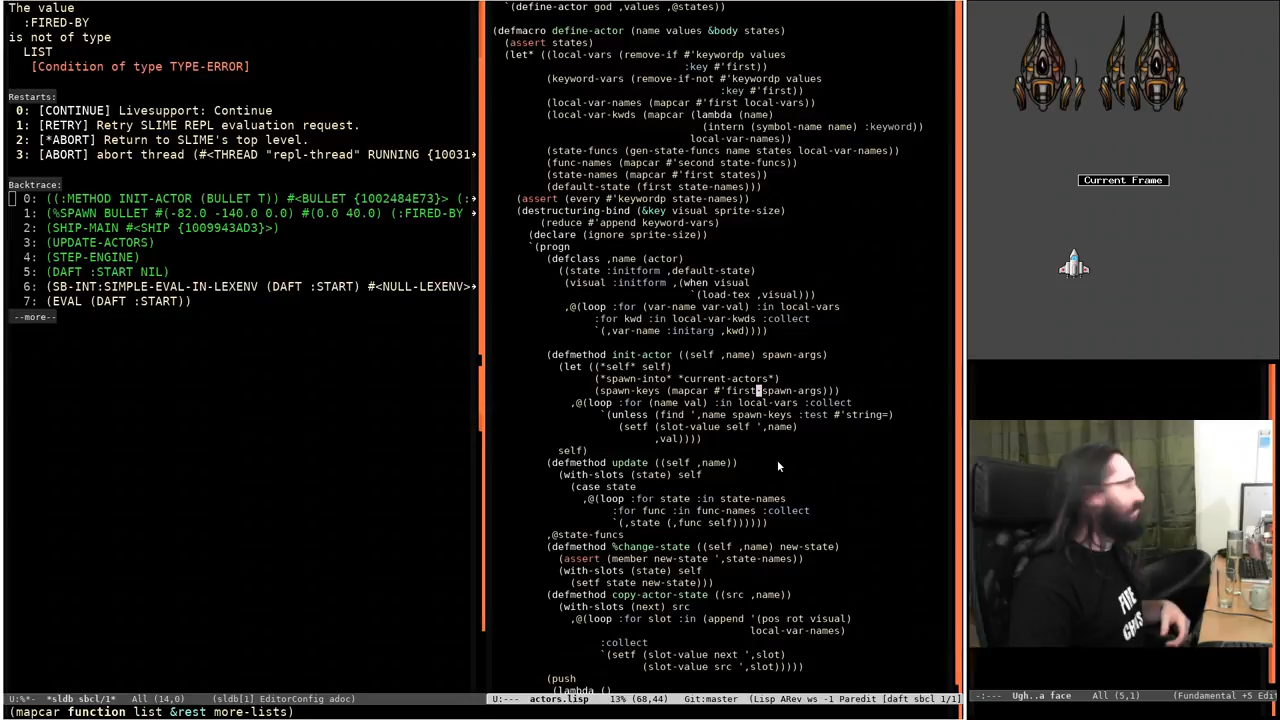 The value
:FIRED-BY
is not of type
LIST
[Condition of type TYPE-ERROR]
Restarts:
0: [CONTINUE] Livesupport: Continue
1: [RETRY] Retry SLIME REPL evaluation request.
2: [*ABORT] Return to SLIME's top level.
3: [ABORT] abort thread (#<THREAD "repl-thread" RUNNING {10031
Backtrace:
0: ((:METHOD INIT-ACTOR (BULLET T)) #<BULLET {1002484E73}> (:
1: (%SPAWN BULLET #(-82.0 -140.0 0.0) #(0.0 40.0) (:FIRED-BY
2: (SHIP-MAIN #<SHIP {1009943AD3}>)
3: (UPDATE-ACTORS)
4: (STEP-ENGINE)
5: (DAFT :START NIL)
6: (SB-INT:SIMPLE-EVAL-IN-LEXENV (DAFT :START) #<NULL-LEXENV>
7: (EVAL (DAFT :START))
--more--
U:%*- *sldb sbcl/1* All (14,0) (sldb[1] EditorConfig adoc)
(mapcar function list &rest more-lists)
`(define-actor god ,values ,@states))
(defmacro define-actor (name values &body states)
(assert states)
(let* ((local-vars (remove-if #'keywordp values
:key #'first))
(keyword-vars (remove-if-not #'keywordp values
:key #'first))
(local-var-names (mapcar #'first local-vars))
(local-var-kwds (mapcar (lambda (name)
(intern (symbol-name name) :keyword))
local-var-names))
(state-funcs (gen-state-funcs name states local-var-names))
(func-names (mapcar #'second state-funcs))
(state-names (mapcar #'first states))
(default-state (first state-names)))
(assert (every #'keywordp state-names))
(destructuring-bind (&key visual sprite-size)
(reduce #'append keyword-vars)
(declare (ignore sprite-size))
`(progn
(defclass ,name (actor)
((state :initform ,default-state)
(visual :initform ,(when visual
`(load-tex ,visual)))
,@(loop :for (var-name var-val) :in local-vars
:for kwd :in local-var-kwds :collect
`(,var-name :initarg ,kwd))))
(defmethod init-actor ((self ,name) spawn-args)
(let ((*self* self)
(*spawn-into* *current-actors*)
(spawn-keys (mapcar #'first spawn-args)))
,@(loop :for (name val) :in local-vars :collect
`(unless (find ',name spawn-keys :test #'string=)
(setf (slot-value self ',name)
,val))))
self)
(defmethod update ((self ,name))
(with-slots (state) self
(case state
,@(loop :for state :in state-names
:for func :in func-names :collect
`(,state (,func self))))))
,@state-funcs
(defmethod %change-state ((self ,name) new-state)
(assert (member new-state ',state-names))
(with-slots (state) self
(setf state new-state)))
(defmethod copy-actor-state ((src ,name))
(with-slots (next) src
,@(loop :for slot :in (append '(pos rot visual)
local-var-names)
:collect
`(setf (slot-value next ',slot)
(slot-value src ',slot)))))
(push
(lambda ()
U:--- actors.lisp 13% (68,44) Git:master (Lisp ARev ws -1 Paredit [daft sbcl 1/1]
Current Frame
FIVE
-:--- Ugh..a face All (5,1) (Fundamental +5 Edit